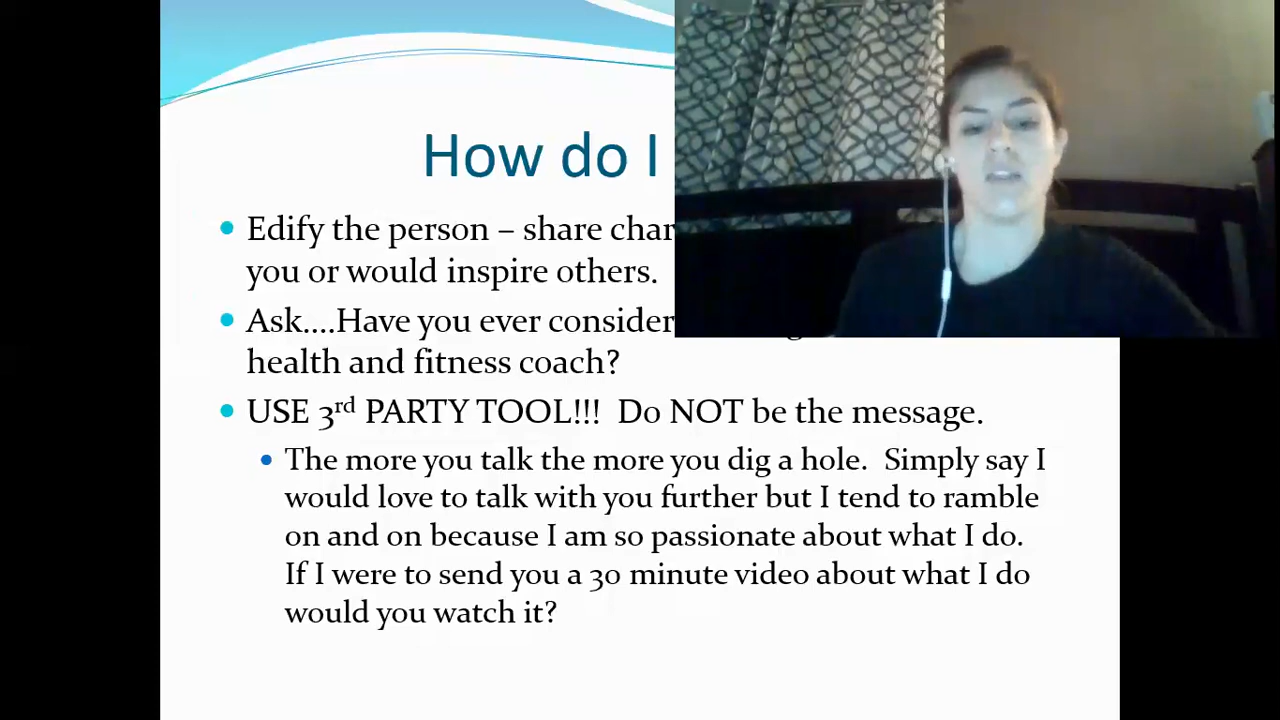 How do I
Edify the person – share char
you or would inspire others.
Ask....Have you ever consider
health and fitness coach?
USE 3rd PARTY TOOL!!! Do NOT be the message.
The more you talk the more you dig a hole. Simply say I
would love to talk with you further but I tend to ramble
on and on because I am so passionate about what I do.
If I were to send you a 30 minute video about what I do
would you watch it?